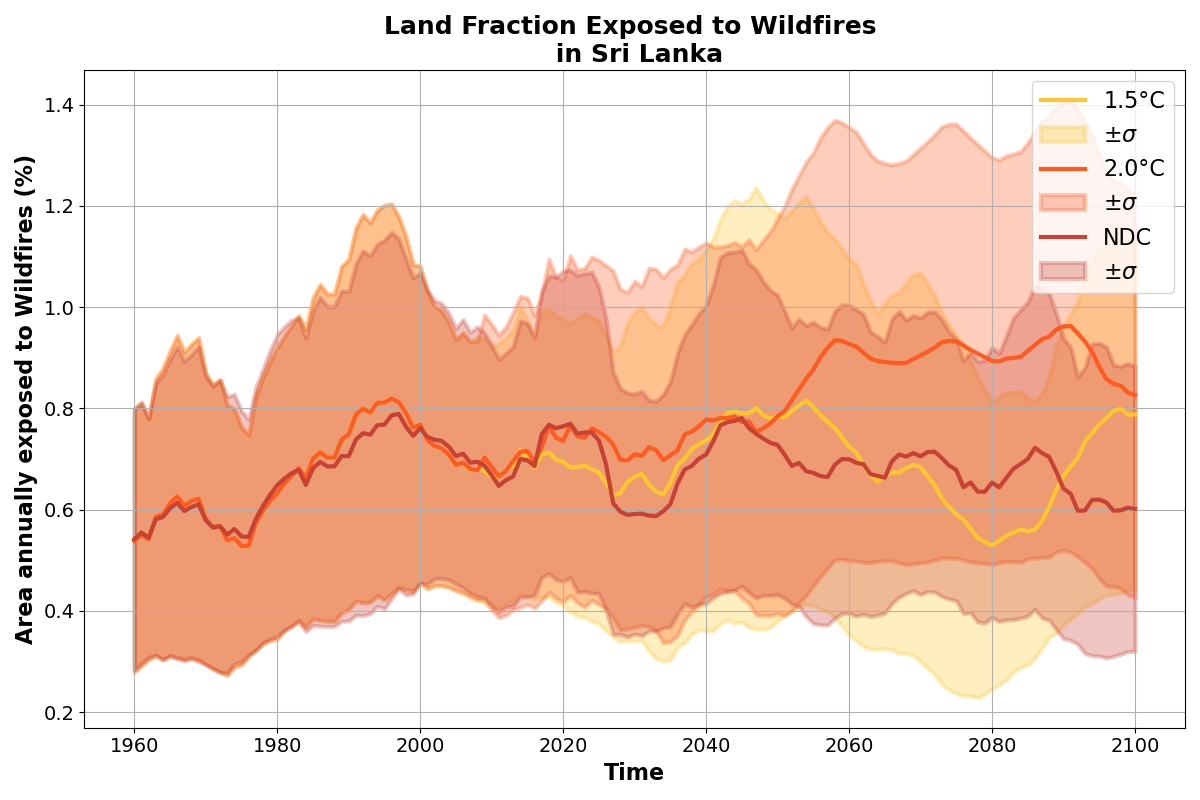 Land Fraction Exposed to Wildfires
in Sri Lanka
Area annually exposed to Wildfires (%)
1.4
1.2
1.0
0.8
0.6
0.4
0.2
1.5°C
±σ
2.0°C
±σ
NDC
±σ
1960 1980 2000 2020 2040 2060 2080 2100
Time